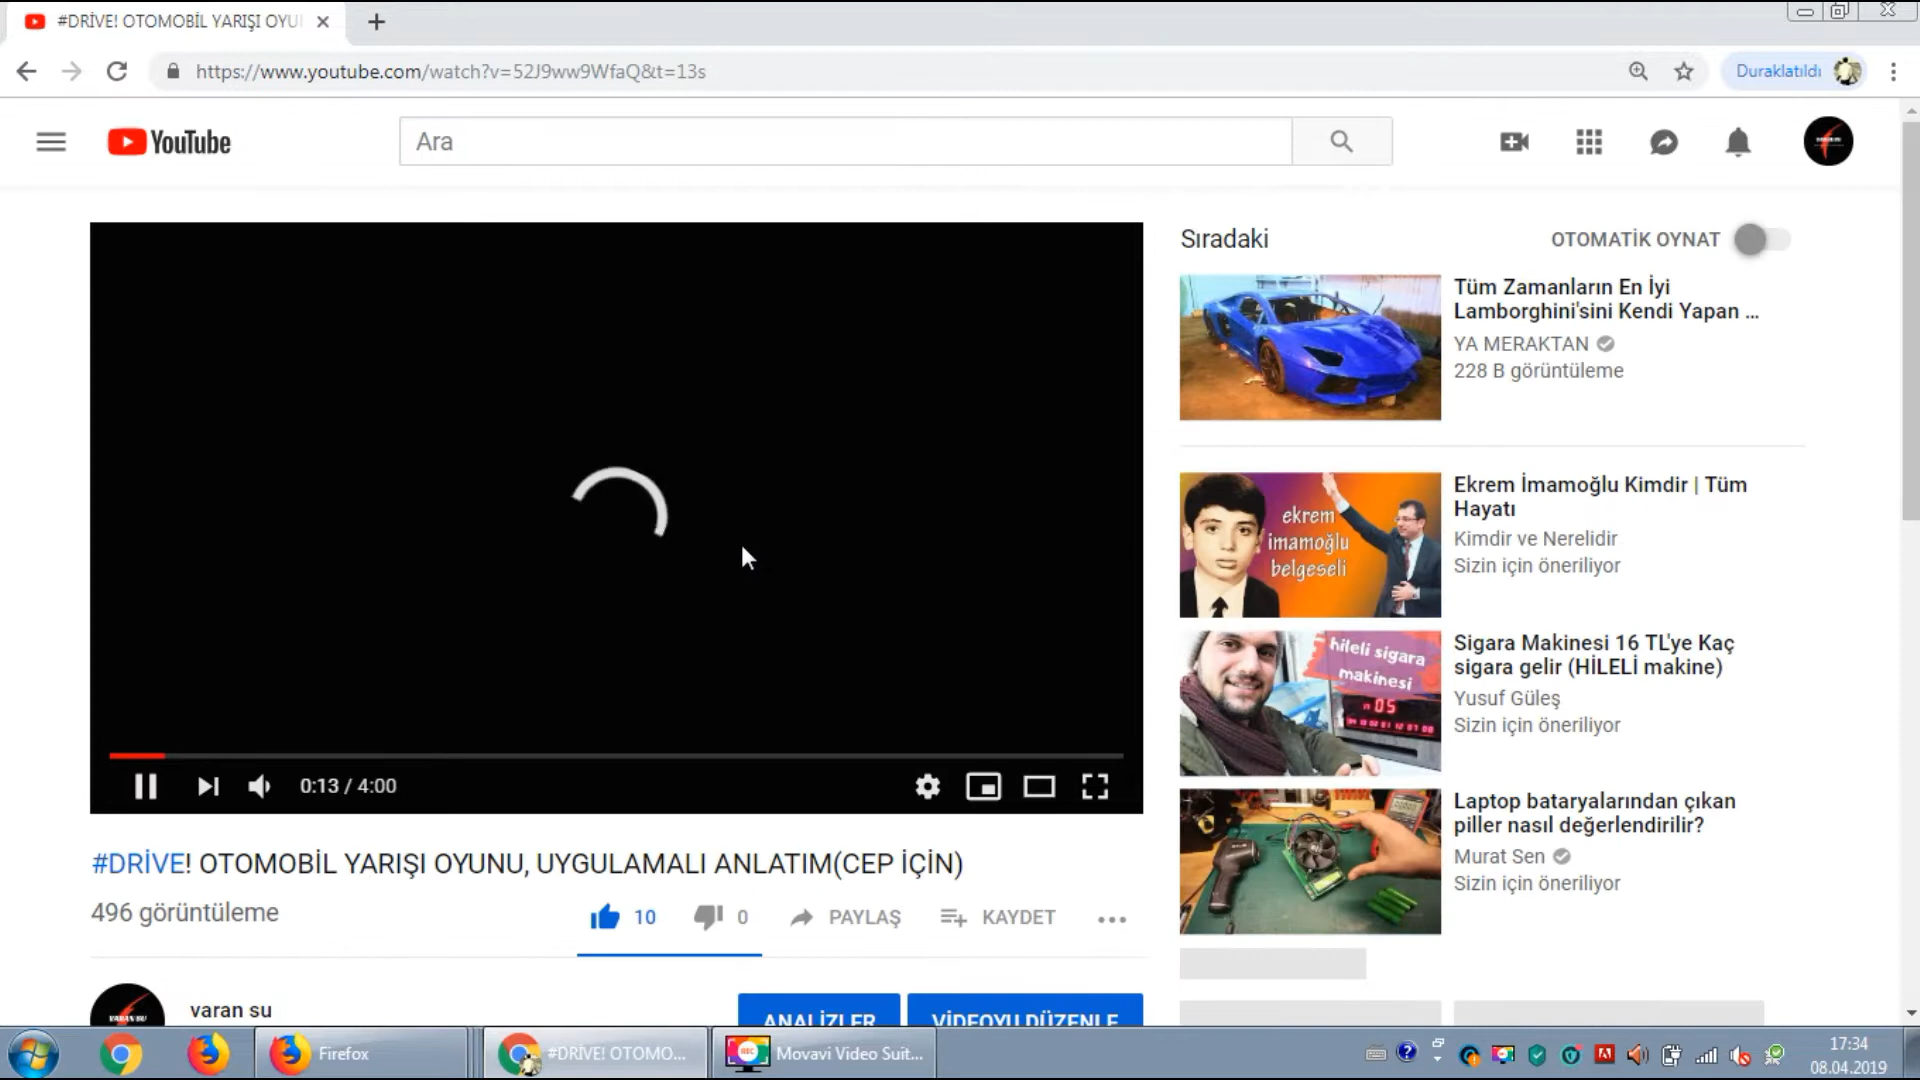 #DRİVE! OTOMOBİL YARIŞI OYU
https://www.youtube.com/watch?v=52J9ww9WfaQ&t=13s
Duraklatıldı
YouTube
Ara
Sıradaki
OTOMATİK OYNAT
Tüm Zamanların En İyi
Lamborghini'sini Kendi Yapan ...
YA MERAKTAN
228 B görüntüleme
ekrem
imamoğlu
belgeseli
Ekrem İmamoğlu Kimdir | Tüm
Hayatı
Kimdir ve Nerelidir
Sizin için öneriliyor
hileli sigara
makinesi
05
Sigara Makinesi 16 TL'ye Kaç
sigara gelir (HİLELİ makine)
Yusuf Güleş
Sizin için öneriliyor
Laptop bataryalarından çıkan
piller nasıl değerlendirilir?
Murat Sen
Sizin için öneriliyor
0:13 / 4:00
#DRİVE! OTOMOBİL YARIŞI OYUNU, UYGULAMALI ANLATIM(CEP İÇİN)
496 görüntüleme
10
0
PAYLAŞ
KAYDET
VARAN SU
varan su
ANALİZLER
VİDEOYU DÜZENLE
Firefox
#DRİVE! OTOMO...
REC
Movavi Video Suit...
17:34
08.04.2019